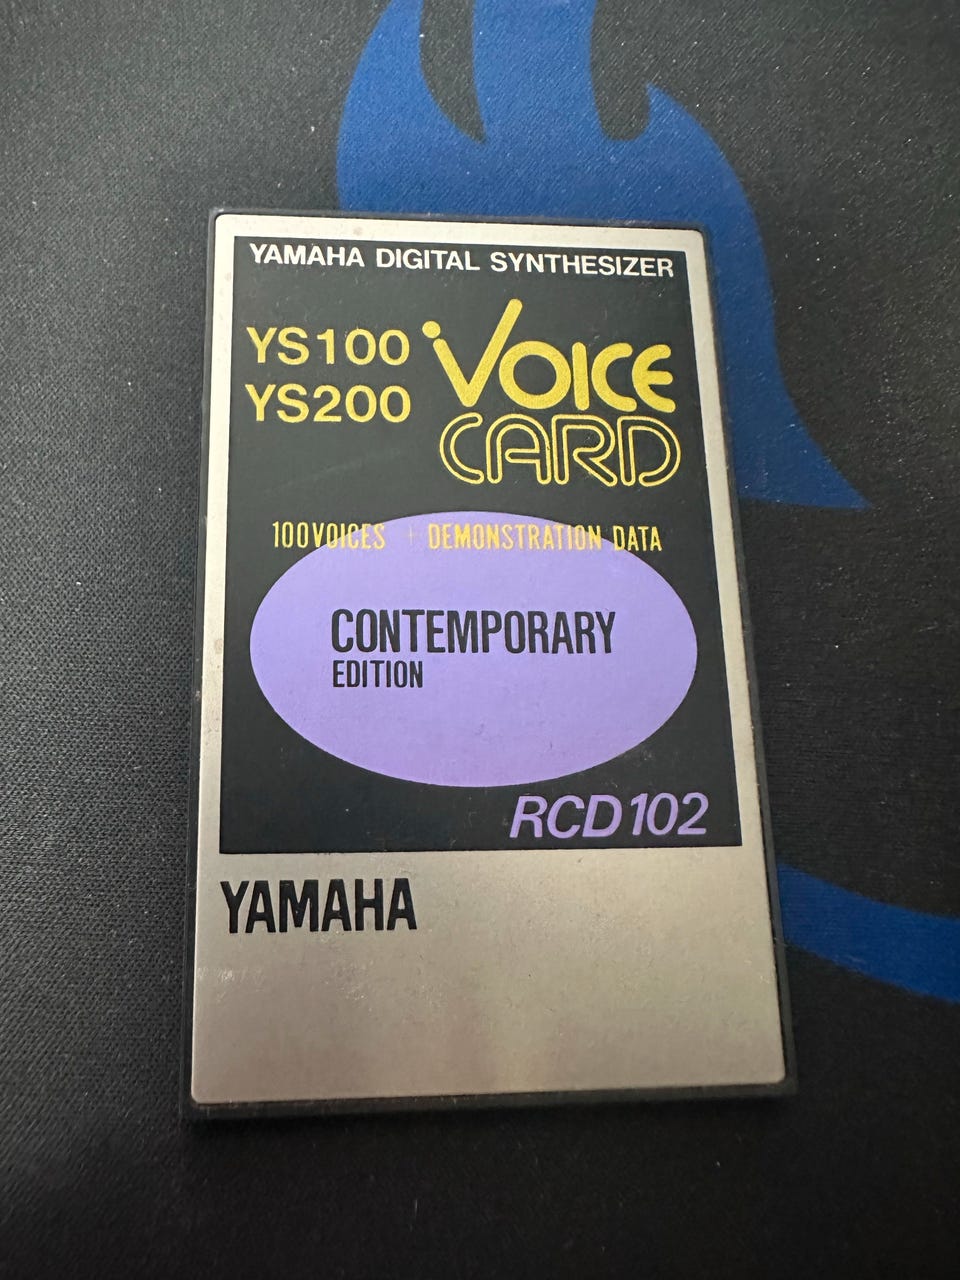 YAMAHA DIGITAL SYNTHESIZER
YS100
YS200
VOICE
CARD
100VOICES + DEMONSTRATION DATA
CONTEMPORARY
EDITION
RCD102
YAMAHA